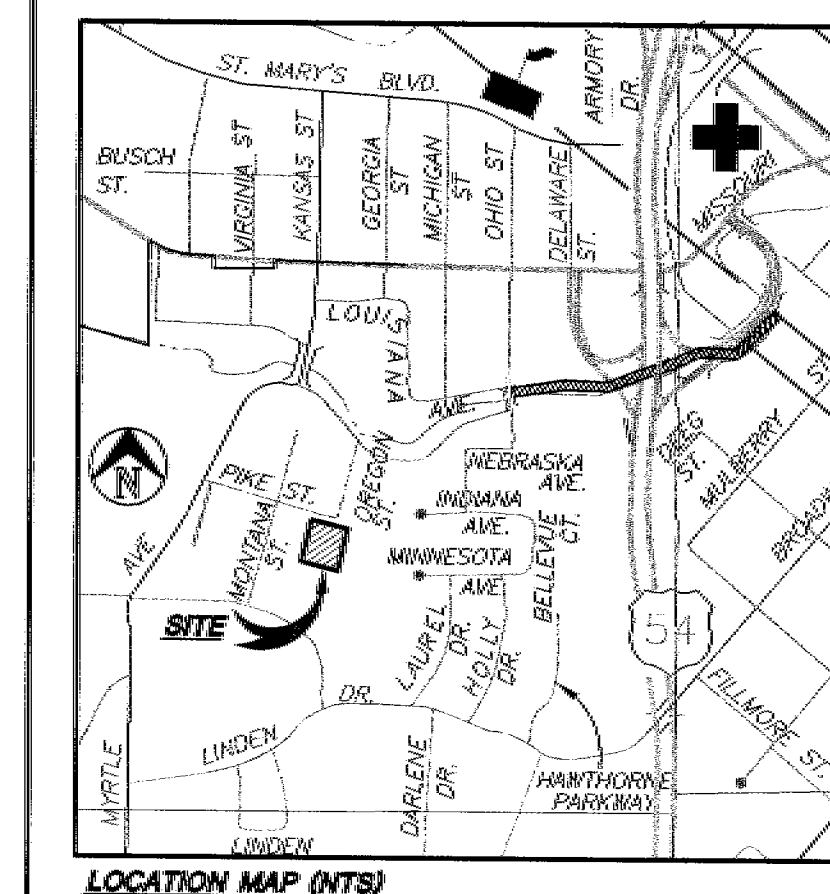 ST. MARY'S BLVD.
ARMORY
DR.
BUSCH
ST.
VIRGINIA ST
KANSAS ST
GEORGIA
ST
MICHIGAN
ST
OHIO ST
DELAWARE
ST.
MISSOURI
LOUISIANA
AVE.
N
PIKE ST.
OREGON
ST.
MONTANA
ST.
AVE.
NEBRASKA
AVE.
INDIANA
AVE.
MINNESOTA
AVE.
BELLEVUE CT.
ST.
MULBERRY
ST.
SITE
54
LAUREL
DR.
HOLLY
DR.
DR.
FILLMORE ST.
LINDEN
MYRTLE
DARLENE
DR.
HAWTHORNE
PARKWAY
LINDEN
LOCATION MAP (NTS)